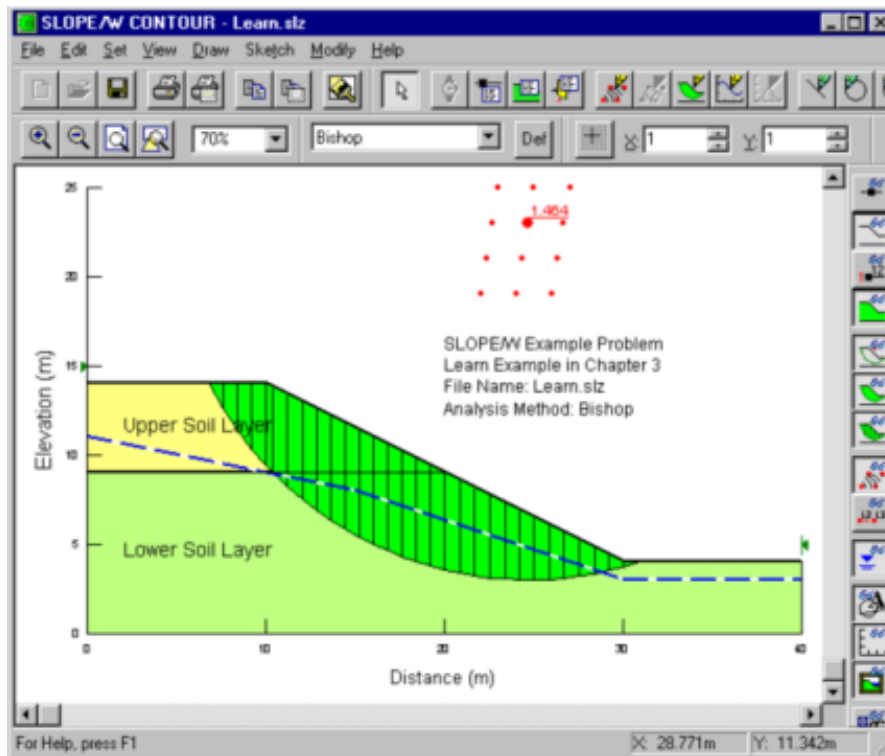 SLOPE/W CONTOUR - Learn.slz
File Edit Set View Draw Sketch Modify Help
70% Bishop Def X: 1 Y: 1
25
1.464
20
SLOPE/W Example Problem
Learn Example in Chapter 3
File Name: Learn.slz
Analysis Method: Bishop
15
Upper Soil Layer
10
Elevation (m)
5
Lower Soil Layer
0
0 10 20 30 40
Distance (m)
For Help, press F1 X: 28.771m Y: 11.342m